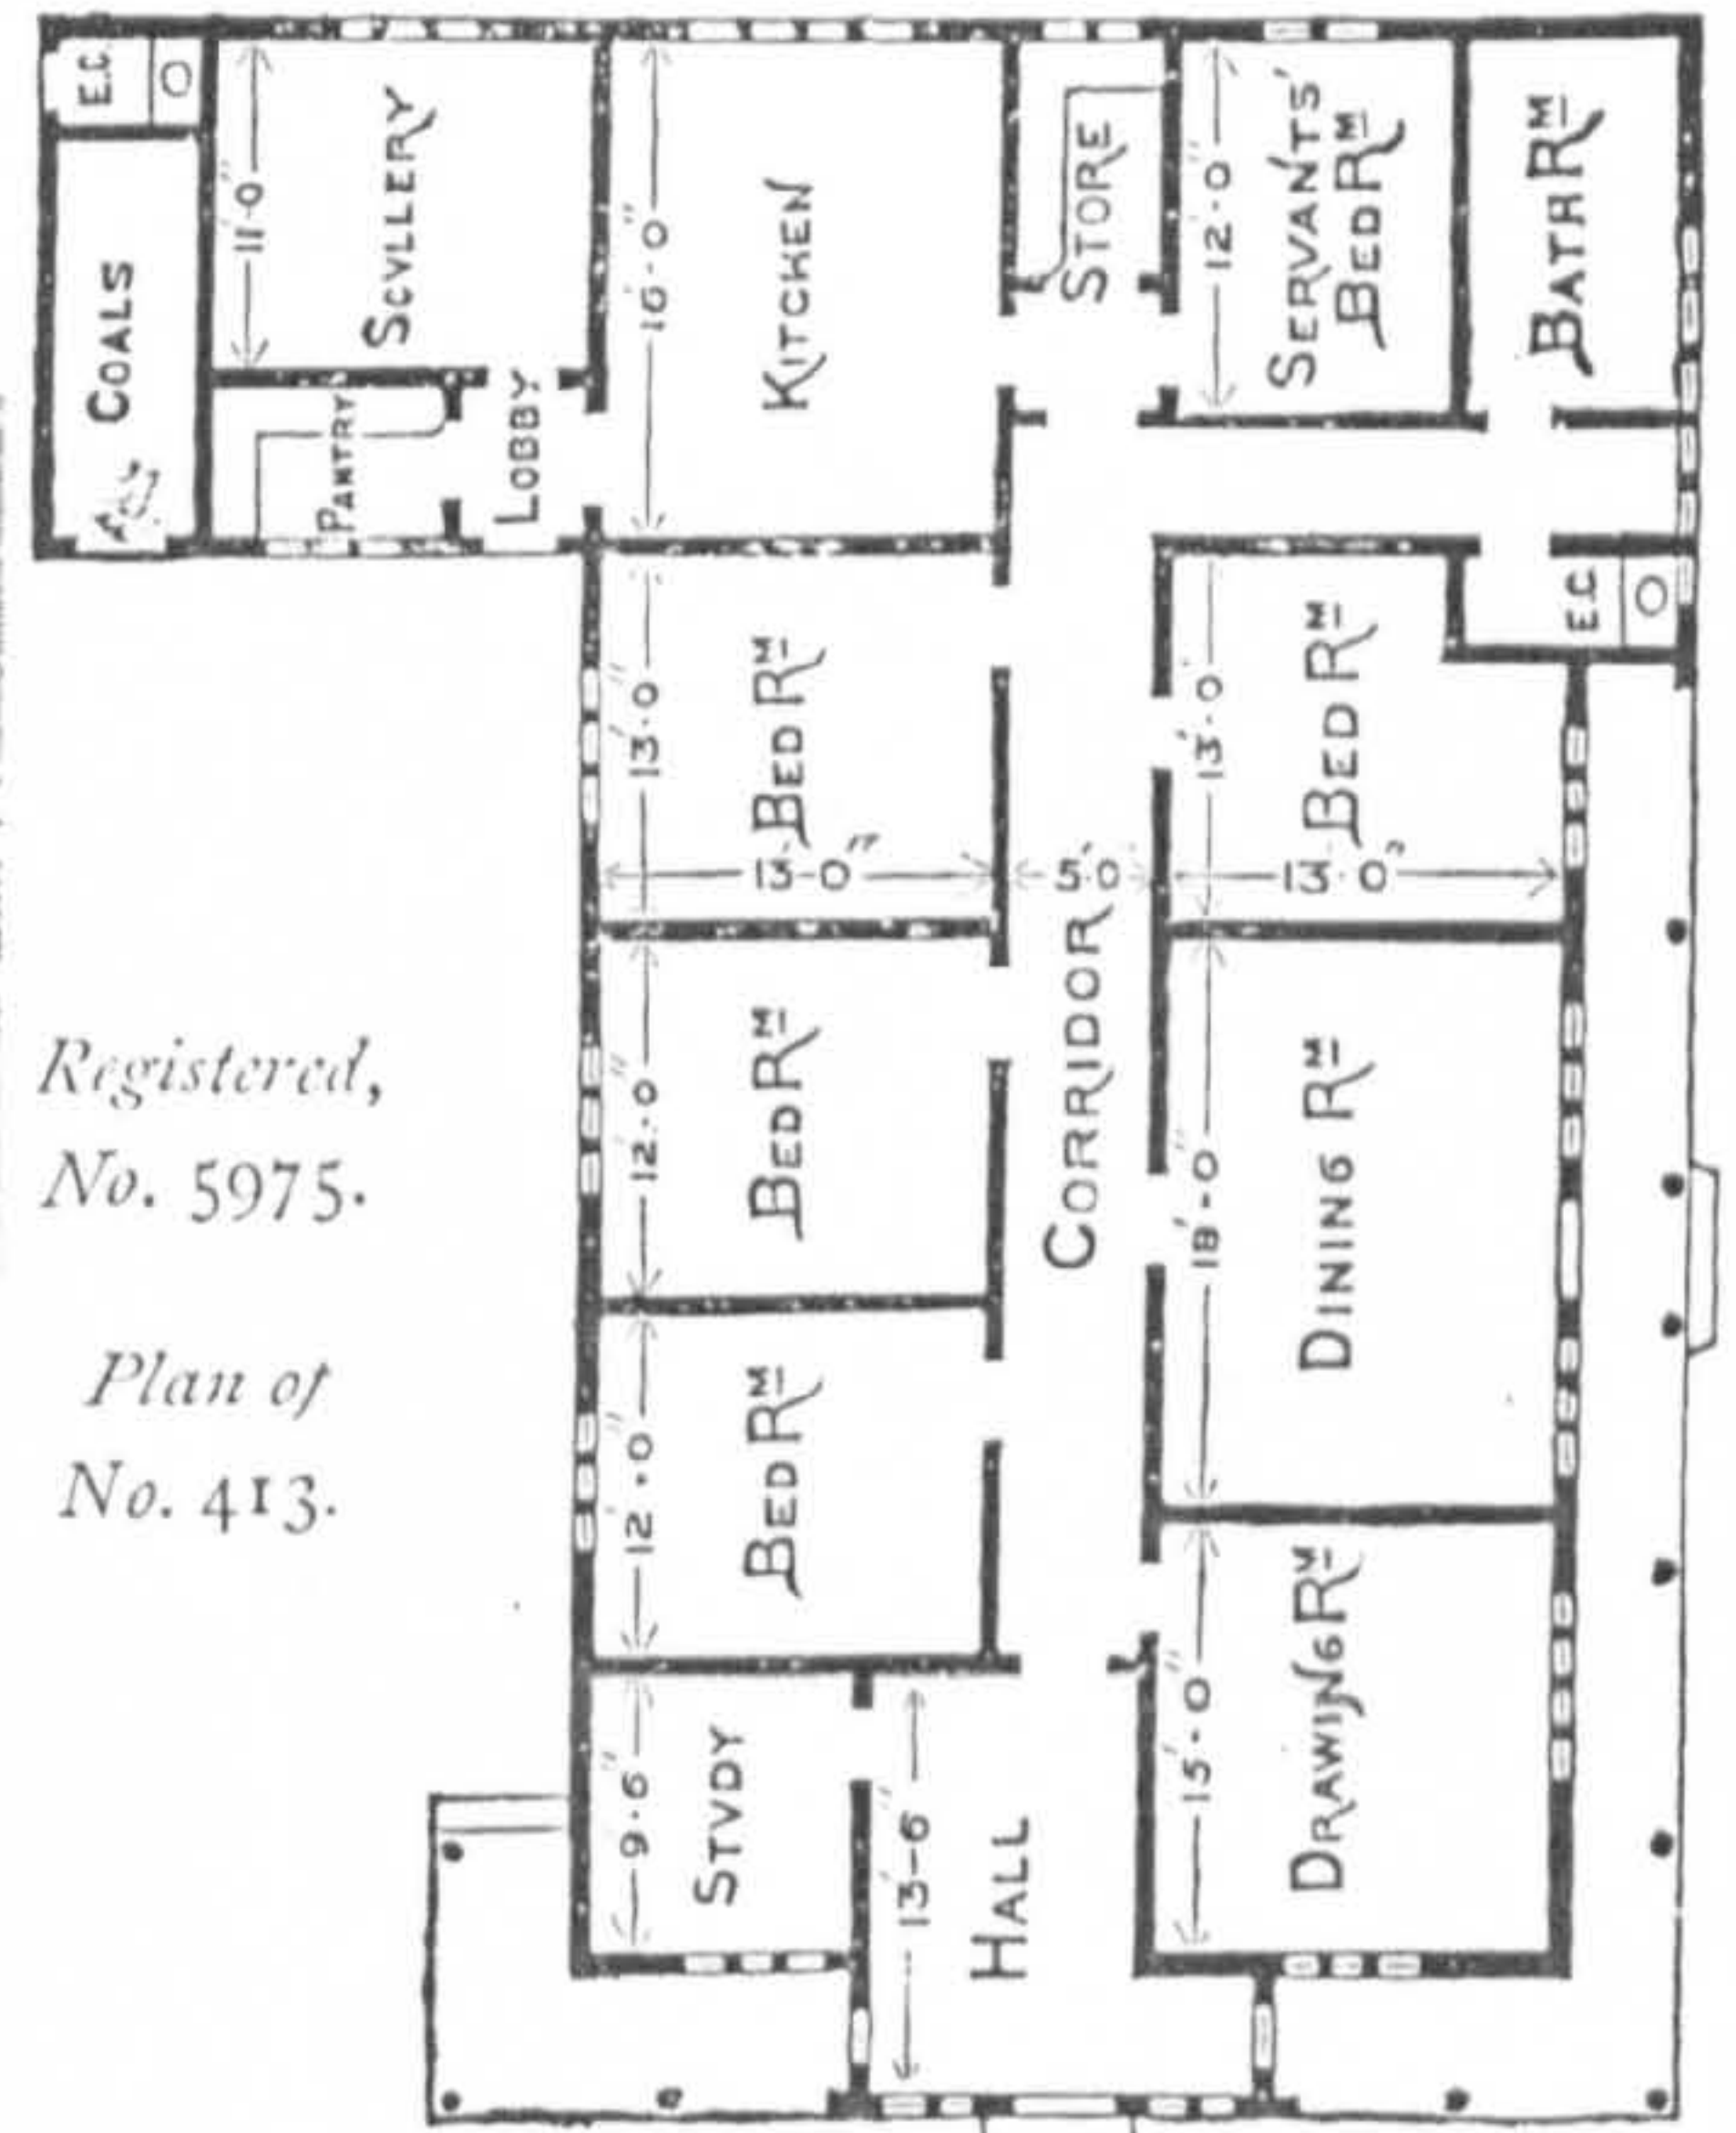 E.C.
COALS
11'·0"
SCVLLERY
PANTRY
LOBBY
16'·0"
KITCHEN
STORE
12'·0"
SERVANTS'
BED RM
BATH RM
E.C.
13'·0"
BED RM
13'-0"
5'·0"
13'·0"
BED RM
13'·0"
CORRIDOR
12'·0"
BED RM
18'·0"
DINING RM
12'·0"
BED RM
15'·0"
DRAWING RM
9'·6"
STVDY
13'-6"
HALL
Registered,
No. 5975.
Plan of
No. 413.